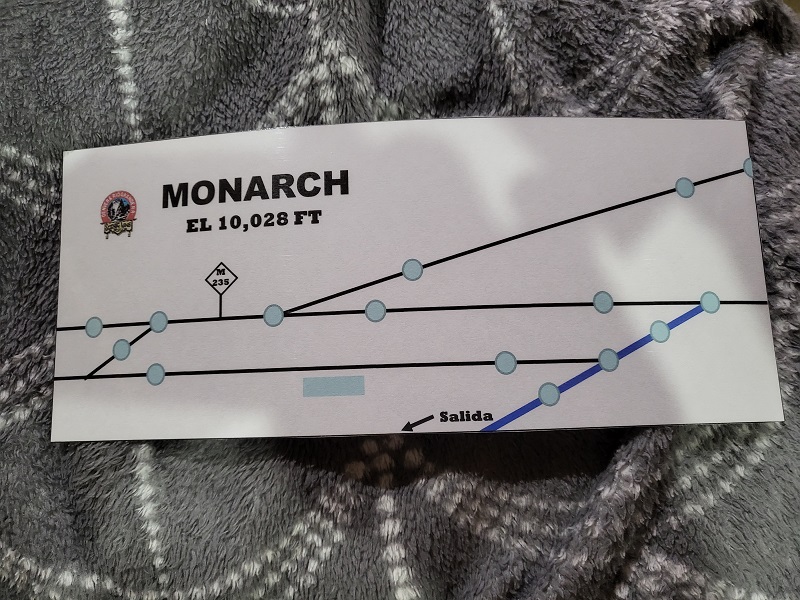 MONARCH
EL 10,028 FT
M
235
Salida